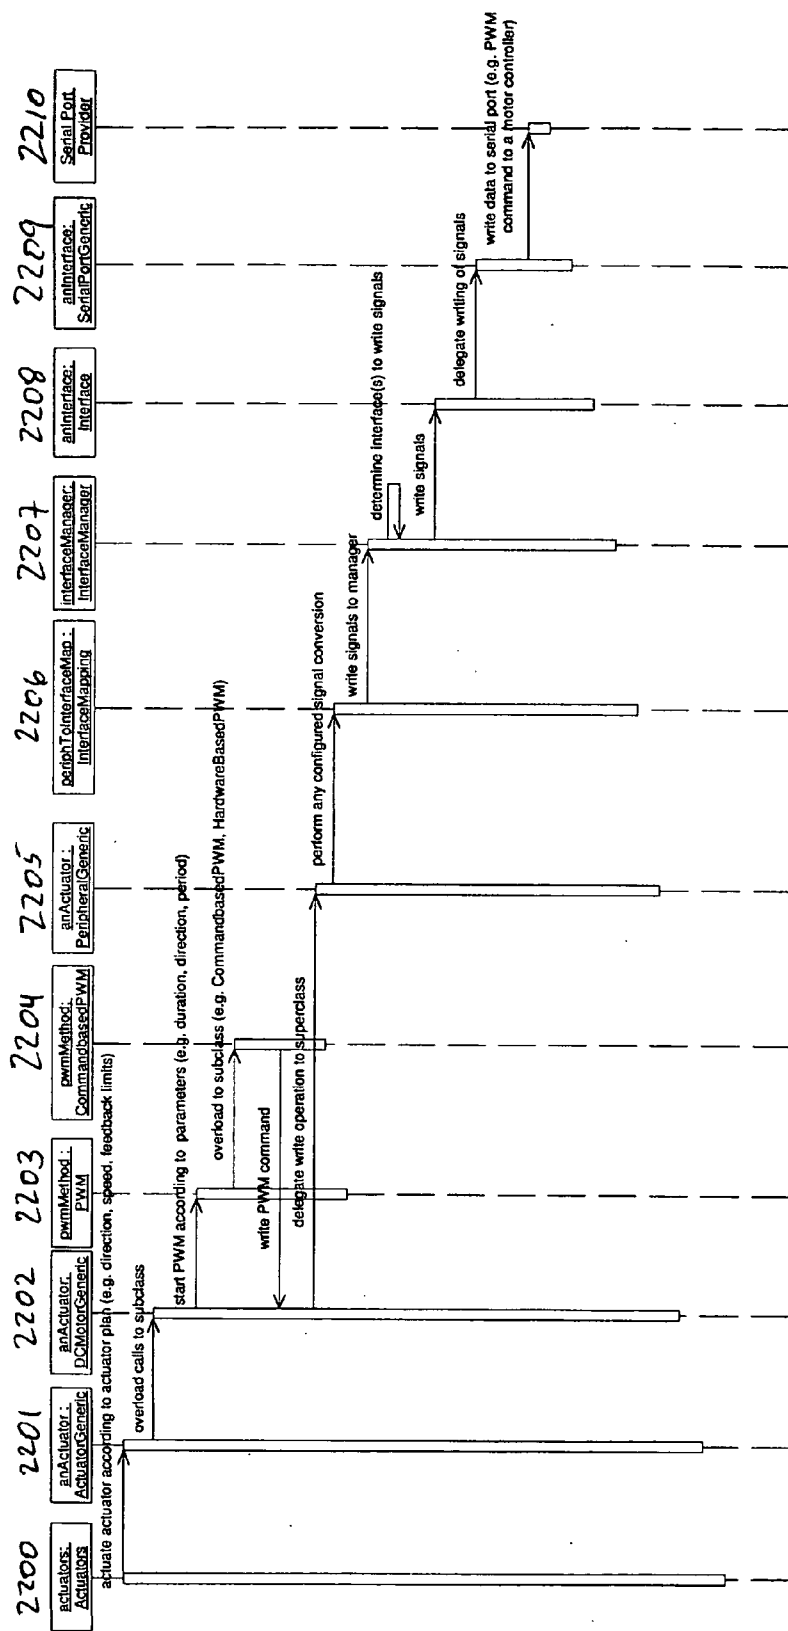 2200
2201
2202
2203
2204
2205
2206
2207
2208
2209
2210
actuators:
Actuators
anActuator :
ActuatorGeneric
anActuator:
DCMotorGeneric
pwmMethod :
PWM
pwmMethod:
CommandbasedPWM
anActuator :
PeripheralGeneric
periphToInterfaceMap :
InterfaceMapping
interfaceManager:
InterfaceManager
anInterface:
Interface
anInterface:
SerialPortGeneric
Serial Port
Provider
actuate actuator according to actuator plan (e.g. direction, speed, feedback limits)
overload calls to subclass
start PWM according to parameters (e.g. duration, direction, period)
overload to subclass (e.g. CommandbasedPWM, HardwareBasedPWM)
write PWM command
delegate write operation to superclass
perform any configured signal conversion
write signals to manager
determine interface(s) to write signals
write signals
delegate writing of signals
write data to serial port (e.g. PWM
command to a motor controller)